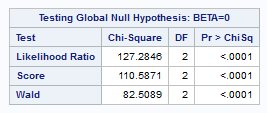 Testing Global Null Hypothesis: BETA=0
Test Chi-Square DF Pr > ChiSq
Likelihood Ratio 127.2846 2 <.0001
Score 110.5871 2 <.0001
Wald 82.5089 2 <.0001